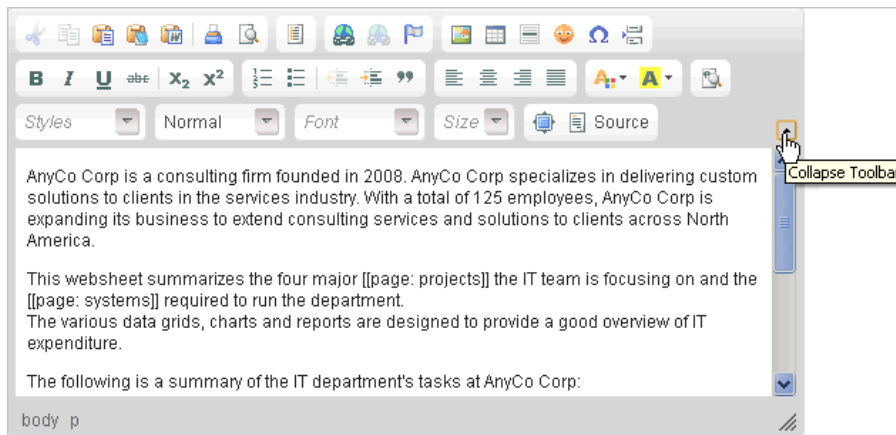 B I U abc X₂ X² A A
Styles Normal Font Size Source
Collapse Toolba
AnyCo Corp is a consulting firm founded in 2008. AnyCo Corp specializes in delivering custom
solutions to clients in the services industry. With a total of 125 employees, AnyCo Corp is
expanding its business to extend consulting services and solutions to clients across North
America.
This websheet summarizes the four major [[page: projects]] the IT team is focusing on and the
[[page: systems]] required to run the department.
The various data grids, charts and reports are designed to provide a good overview of IT
expenditure.
The following is a summary of the IT department's tasks at AnyCo Corp:
body p